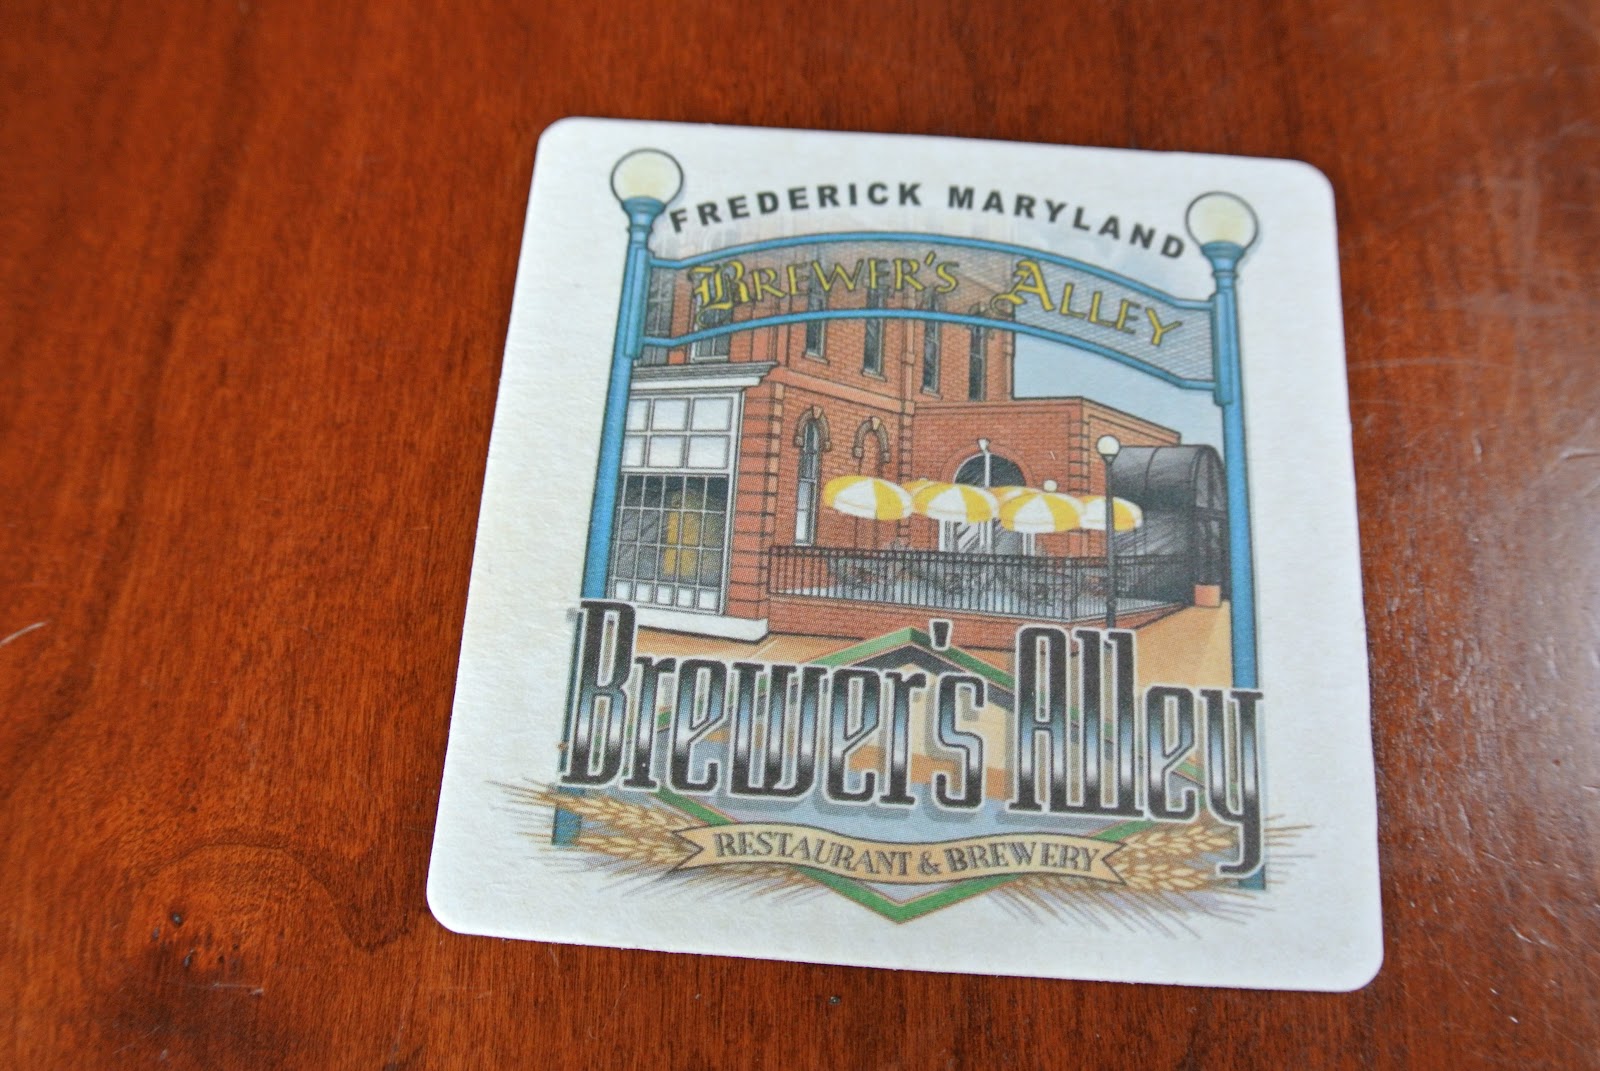 FREDERICK MARYLAND
BREWER'S ALLEY
Brewer's Alley
RESTAURANT & BREWERY